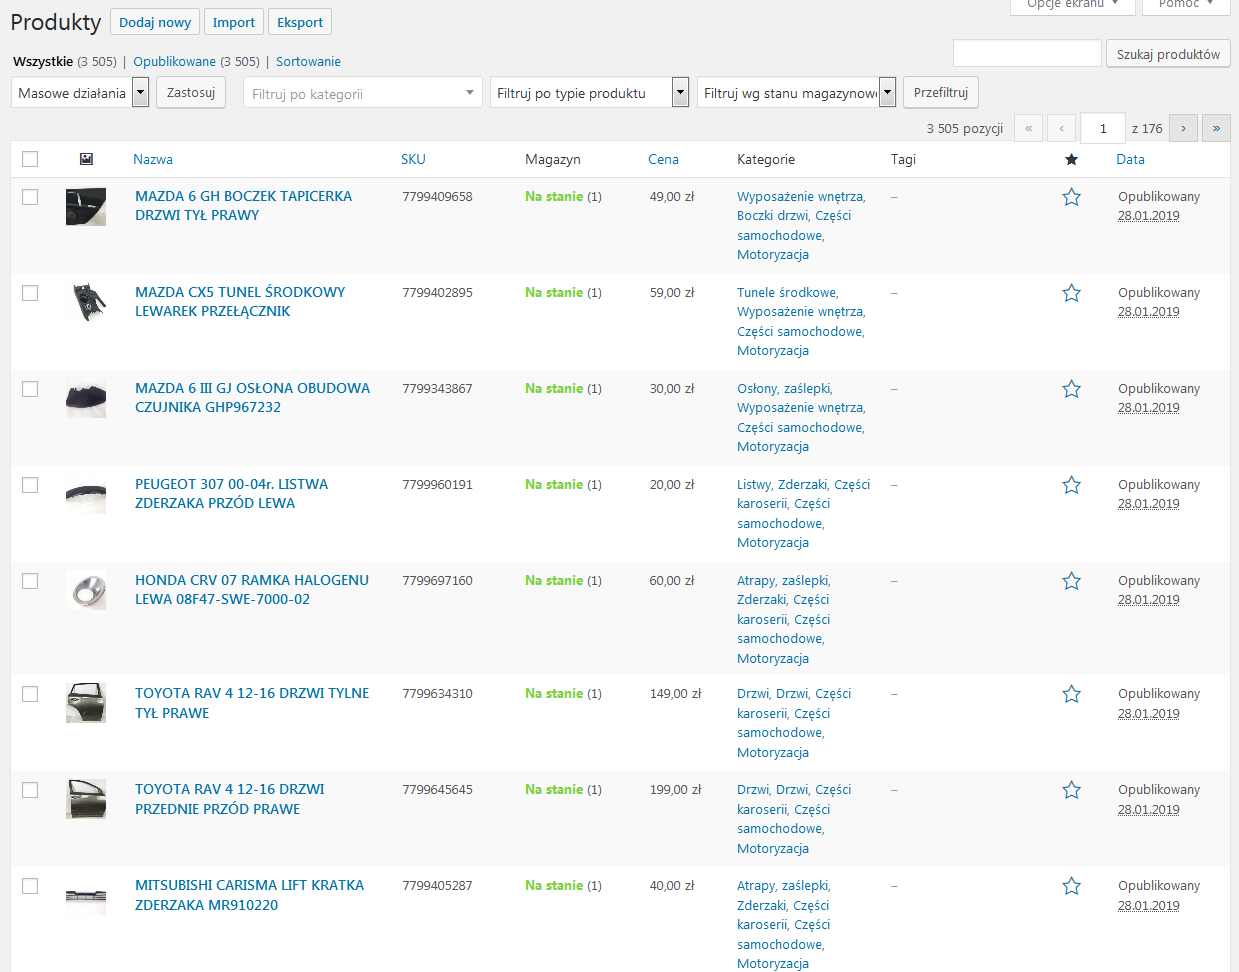 Opcje ekranu ▼ Pomoc ▼
Produkty Dodaj nowy Import Eksport
Wszystkie (3 505) | Opublikowane (3 505) | Sortowanie
Szukaj produktów
Masowe działania Zastosuj Filtruj po kategorii Filtruj po typie produktu Filtruj wg stanu magazynowe Przefiltruj
3 505 pozycji « ‹ 1 z 176 › »
Nazwa SKU Magazyn Cena Kategorie Tagi ★ Data
MAZDA 6 GH BOCZEK TAPICERKA 7799409658 Na stanie (1) 49,00 zł Wyposażenie wnętrza, – Opublikowany
DRZWI TYŁ PRAWY Boczki drzwi, Części 28.01.2019
samochodowe,
Motoryzacja
MAZDA CX5 TUNEL ŚRODKOWY 7799402895 Na stanie (1) 59,00 zł Tunele środkowe, – Opublikowany
LEWAREK PRZEŁĄCZNIK Wyposażenie wnętrza, 28.01.2019
Części samochodowe,
Motoryzacja
MAZDA 6 III GJ OSŁONA OBUDOWA 7799343867 Na stanie (1) 30,00 zł Osłony, zaślepki, – Opublikowany
CZUJNIKA GHP967232 Wyposażenie wnętrza, 28.01.2019
Części samochodowe,
Motoryzacja
PEUGEOT 307 00-04r. LISTWA 7799960191 Na stanie (1) 20,00 zł Listwy, Zderzaki, Części – Opublikowany
ZDERZAKA PRZÓD LEWA karoserii, Części 28.01.2019
samochodowe,
Motoryzacja
HONDA CRV 07 RAMKA HALOGENU 7799697160 Na stanie (1) 60,00 zł Atrapy, zaślepki, – Opublikowany
LEWA 08F47-SWE-7000-02 Zderzaki, Części 28.01.2019
karoserii, Części
samochodowe,
Motoryzacja
TOYOTA RAV 4 12-16 DRZWI TYLNE 7799634310 Na stanie (1) 149,00 zł Drzwi, Drzwi, Części – Opublikowany
TYŁ PRAWE karoserii, Części 28.01.2019
samochodowe,
Motoryzacja
TOYOTA RAV 4 12-16 DRZWI 7799645645 Na stanie (1) 199,00 zł Drzwi, Drzwi, Części – Opublikowany
PRZEDNIE PRZÓD PRAWE karoserii, Części 28.01.2019
samochodowe,
Motoryzacja
MITSUBISHI CARISMA LIFT KRATKA 7799405287 Na stanie (1) 40,00 zł Atrapy, zaślepki, – Opublikowany
ZDERZAKA MR910220 Zderzaki, Części 28.01.2019
karoserii, Części
samochodowe,
Motoryzacja